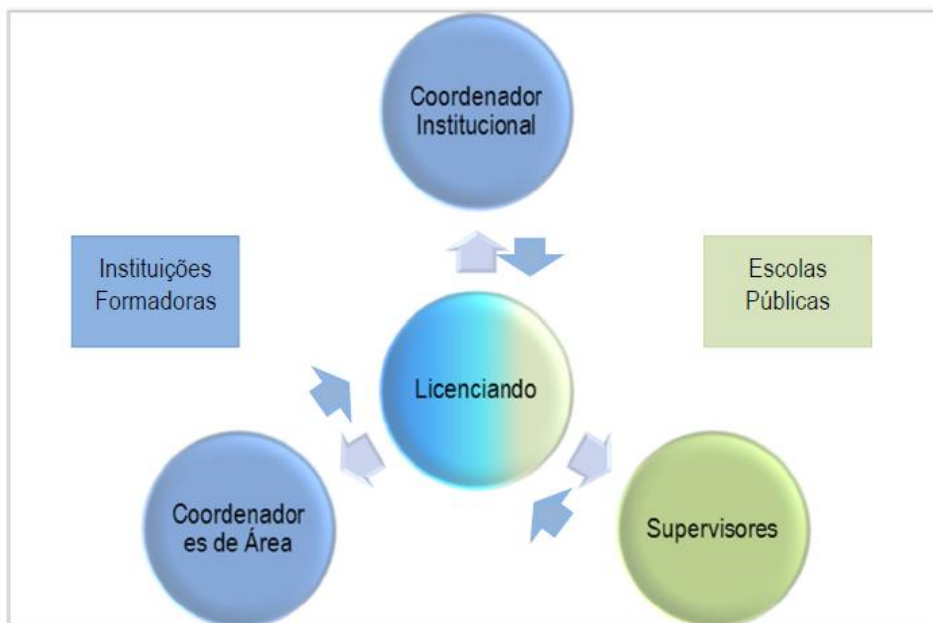 Coordenador
Institucional
Instituições
Formadoras
Escolas
Públicas
Licenciando
Coordenador
es de Área
Supervisores